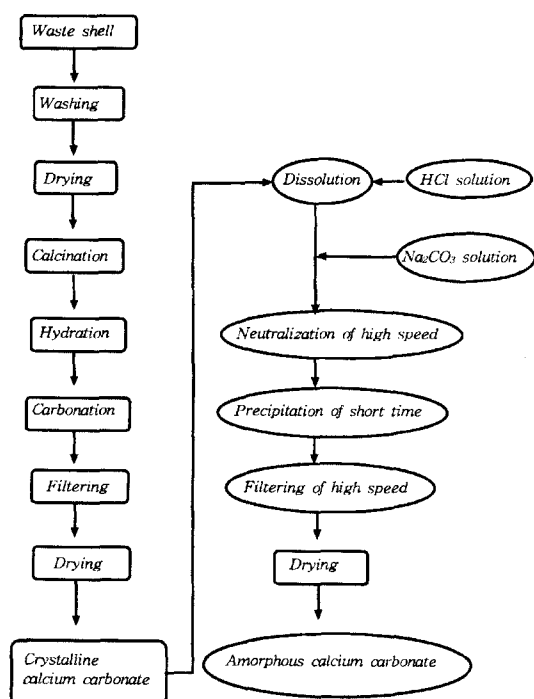 Waste shell
Washing
Drying
Calcination
Hydration
Carbonation
Filtering
Drying
Crystalline
calcium carbonate
Dissolution
HCl solution
Na₂CO₃ solution
Neutralization of high speed
Precipitation of short time
Filtering of high speed
Drying
Amorphous calcium carbonate